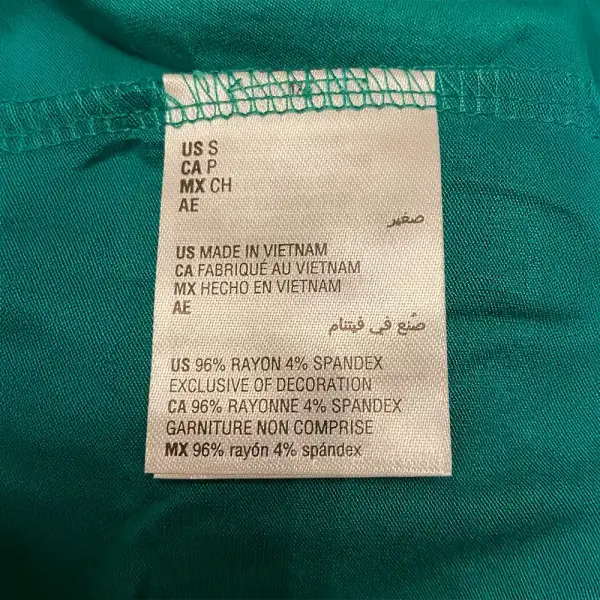 US S
CA P
MX CH
AE
صغير
US MADE IN VIETNAM
CA FABRIQUÉ AU VIETNAM
MX HECHO EN VIETNAM
AE
صُنع في فيتنام
US 96% RAYON 4% SPANDEX
EXCLUSIVE OF DECORATION
CA 96% RAYONNE 4% SPANDEX
GARNITURE NON COMPRISE
MX 96% rayón 4% spándex